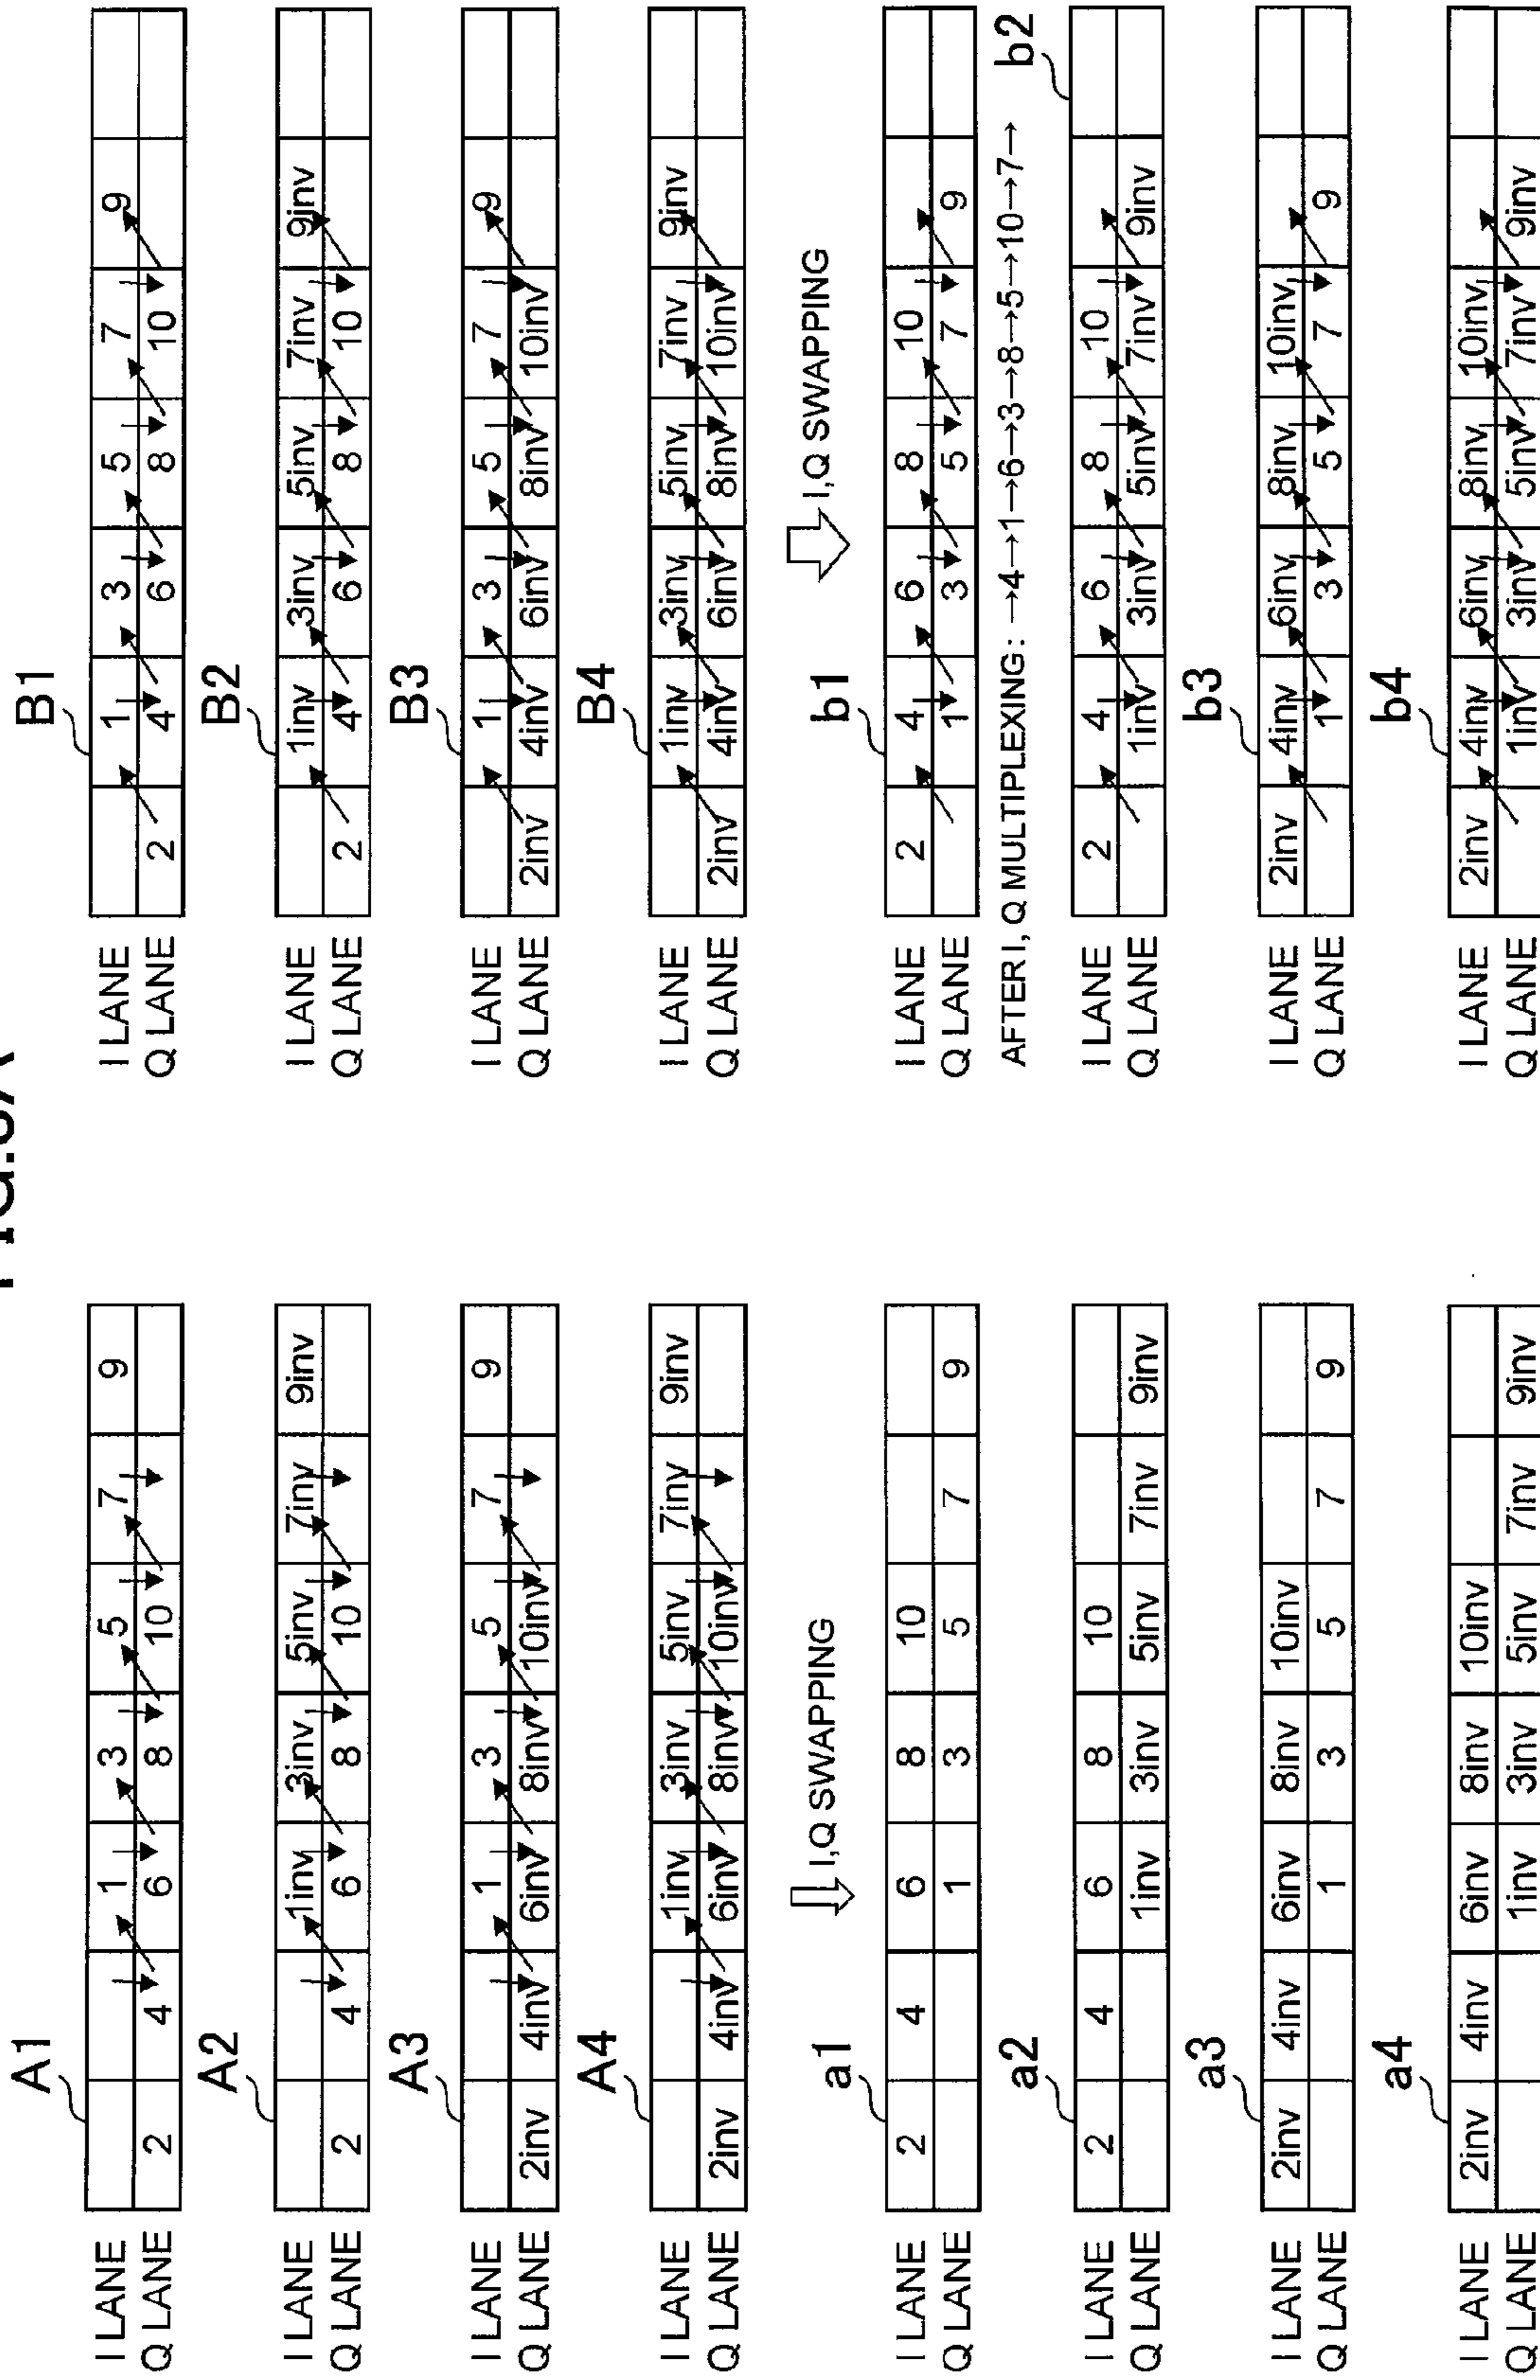 A1
I LANE 1 3 5 7 9
Q LANE 2 4 6 8 10
A2
I LANE 1inv 3inv 5inv 7inv 9inv
Q LANE 2 4 6 8 10
A3
I LANE 1 3 5 7 9
Q LANE 2inv 4inv 6inv 8inv 10inv
A4
I LANE 1inv 3inv 5inv 7inv 9inv
Q LANE 2inv 4inv 6inv 8inv 10inv
I,Q SWAPPING
a1
I LANE 2 4 6 8 10
Q LANE 1 3 5 7 9
a2
I LANE 2 4 6 8 10
Q LANE 1inv 3inv 5inv 7inv 9inv
a3
I LANE 2inv 4inv 6inv 8inv 10inv
Q LANE 1 3 5 7 9
a4
I LANE 2inv 4inv 6inv 8inv 10inv
Q LANE 1inv 3inv 5inv 7inv 9inv
B1
I LANE 1 3 5 7 9
Q LANE 2 4 6 8 10
B2
I LANE 1inv 3inv 5inv 7inv 9inv
Q LANE 2 4 6 8 10
B3
I LANE 1 3 5 7 9
Q LANE 2inv 4inv 6inv 8inv 10inv
B4
I LANE 1inv 3inv 5inv 7inv 9inv
Q LANE 2inv 4inv 6inv 8inv 10inv
I,Q SWAPPING
b1
I LANE 2 4 6 8 10
Q LANE 1 3 5 7 9
AFTER I, Q MULTIPLEXING: →4→1→6→3→8→5→10→7→
b2
I LANE 2 4 6 8 10
Q LANE 1inv 3inv 5inv 7inv 9inv
b3
I LANE 2inv 4inv 6inv 8inv 10inv
Q LANE 1 3 5 7 9
b4
I LANE 2inv 4inv 6inv 8inv 10inv
Q LANE 1inv 3inv 5inv 7inv 9inv